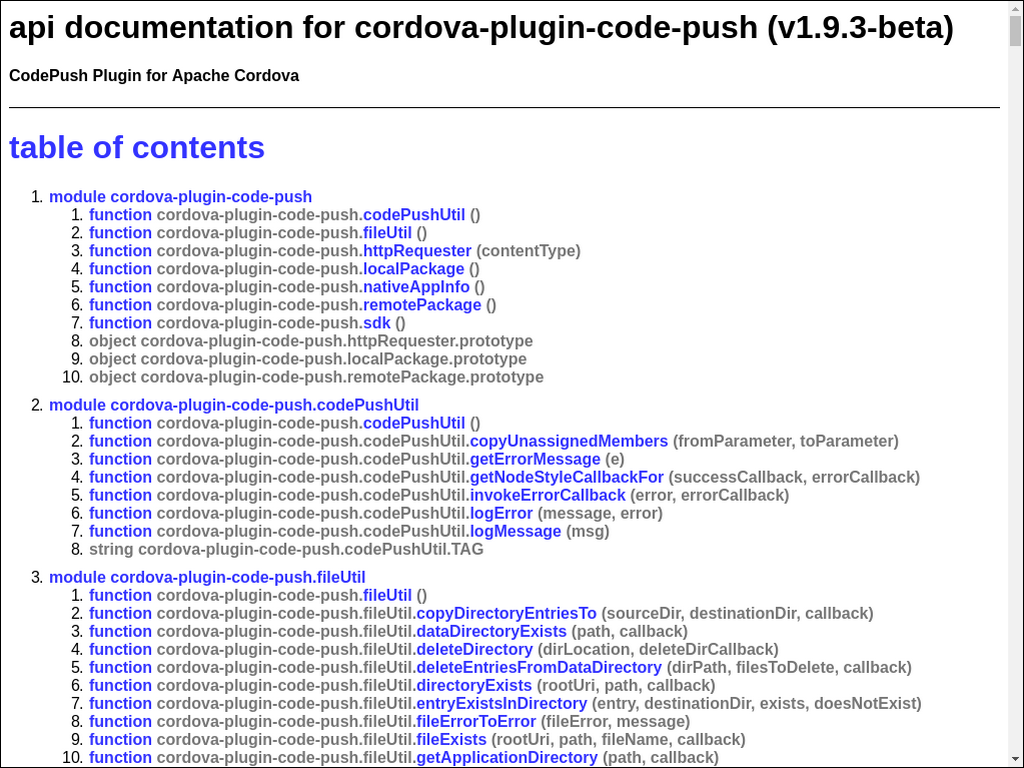 api documentation for cordova-plugin-code-push (v1.9.3-beta)
CodePush Plugin for Apache Cordova
table of contents
1. module cordova-plugin-code-push
1. function cordova-plugin-code-push.codePushUtil ()
2. function cordova-plugin-code-push.fileUtil ()
3. function cordova-plugin-code-push.httpRequester (contentType)
4. function cordova-plugin-code-push.localPackage ()
5. function cordova-plugin-code-push.nativeAppInfo ()
6. function cordova-plugin-code-push.remotePackage ()
7. function cordova-plugin-code-push.sdk ()
8. object cordova-plugin-code-push.httpRequester.prototype
9. object cordova-plugin-code-push.localPackage.prototype
10. object cordova-plugin-code-push.remotePackage.prototype
2. module cordova-plugin-code-push.codePushUtil
1. function cordova-plugin-code-push.codePushUtil ()
2. function cordova-plugin-code-push.codePushUtil.copyUnassignedMembers (fromParameter, toParameter)
3. function cordova-plugin-code-push.codePushUtil.getErrorMessage (e)
4. function cordova-plugin-code-push.codePushUtil.getNodeStyleCallbackFor (successCallback, errorCallback)
5. function cordova-plugin-code-push.codePushUtil.invokeErrorCallback (error, errorCallback)
6. function cordova-plugin-code-push.codePushUtil.logError (message, error)
7. function cordova-plugin-code-push.codePushUtil.logMessage (msg)
8. string cordova-plugin-code-push.codePushUtil.TAG
3. module cordova-plugin-code-push.fileUtil
1. function cordova-plugin-code-push.fileUtil ()
2. function cordova-plugin-code-push.fileUtil.copyDirectoryEntriesTo (sourceDir, destinationDir, callback)
3. function cordova-plugin-code-push.fileUtil.dataDirectoryExists (path, callback)
4. function cordova-plugin-code-push.fileUtil.deleteDirectory (dirLocation, deleteDirCallback)
5. function cordova-plugin-code-push.fileUtil.deleteEntriesFromDataDirectory (dirPath, filesToDelete, callback)
6. function cordova-plugin-code-push.fileUtil.directoryExists (rootUri, path, callback)
7. function cordova-plugin-code-push.fileUtil.entryExistsInDirectory (entry, destinationDir, exists, doesNotExist)
8. function cordova-plugin-code-push.fileUtil.fileErrorToError (fileError, message)
9. function cordova-plugin-code-push.fileUtil.fileExists (rootUri, path, fileName, callback)
10. function cordova-plugin-code-push.fileUtil.getApplicationDirectory (path, callback)